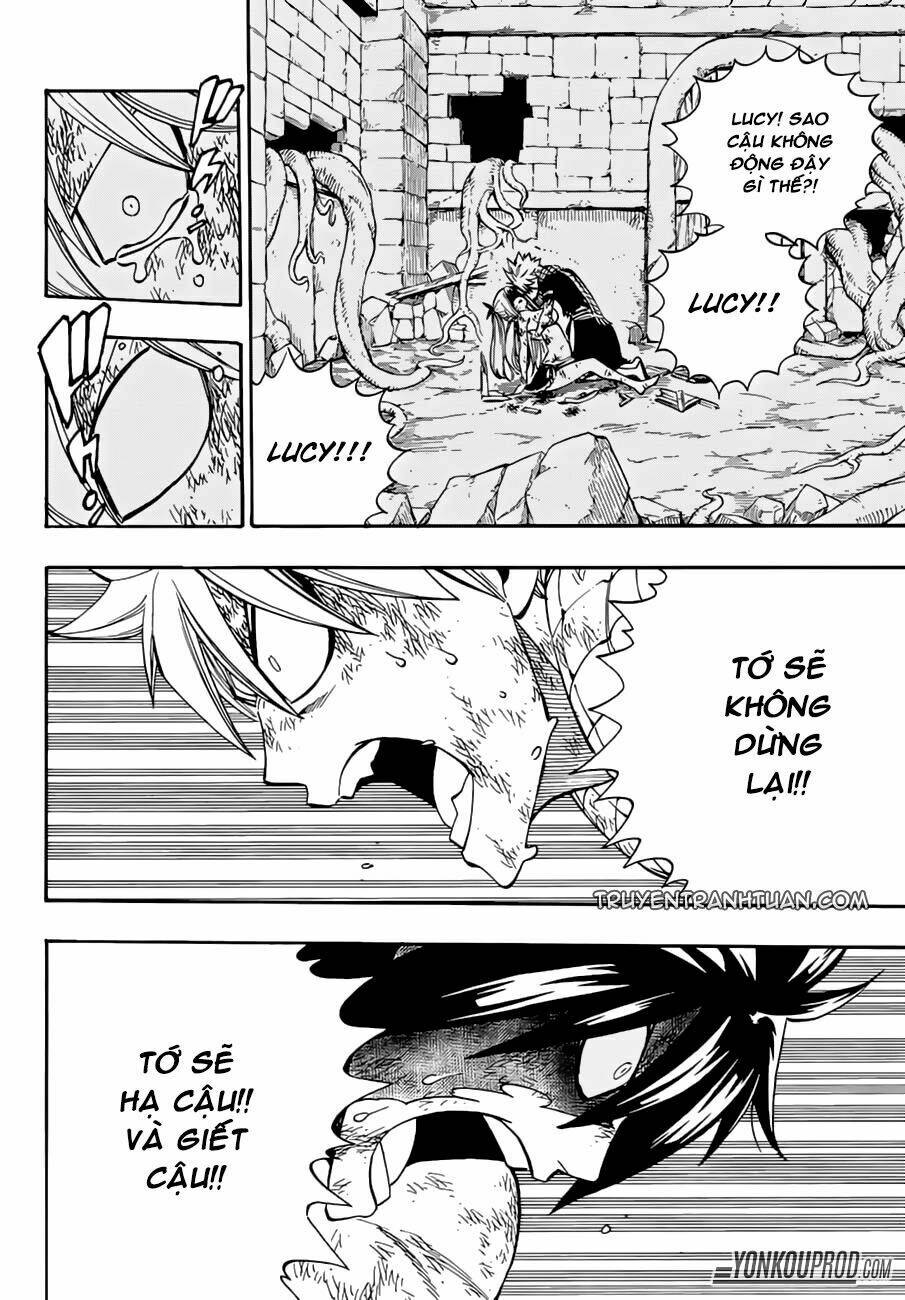 LUCY! SAO
CẬU KHÔNG
ĐỘNG ĐẬY
GÌ THẾ?!
LUCY!!
LUCY!!!
TỚ SẼ
KHÔNG
DỪNG
LẠI!!
TRUYENTRANHTUAN.COM
TỚ SẼ
HẠ CẬU!!
VÀ GIẾT
CẬU!!
=YONKOUPROD.COM